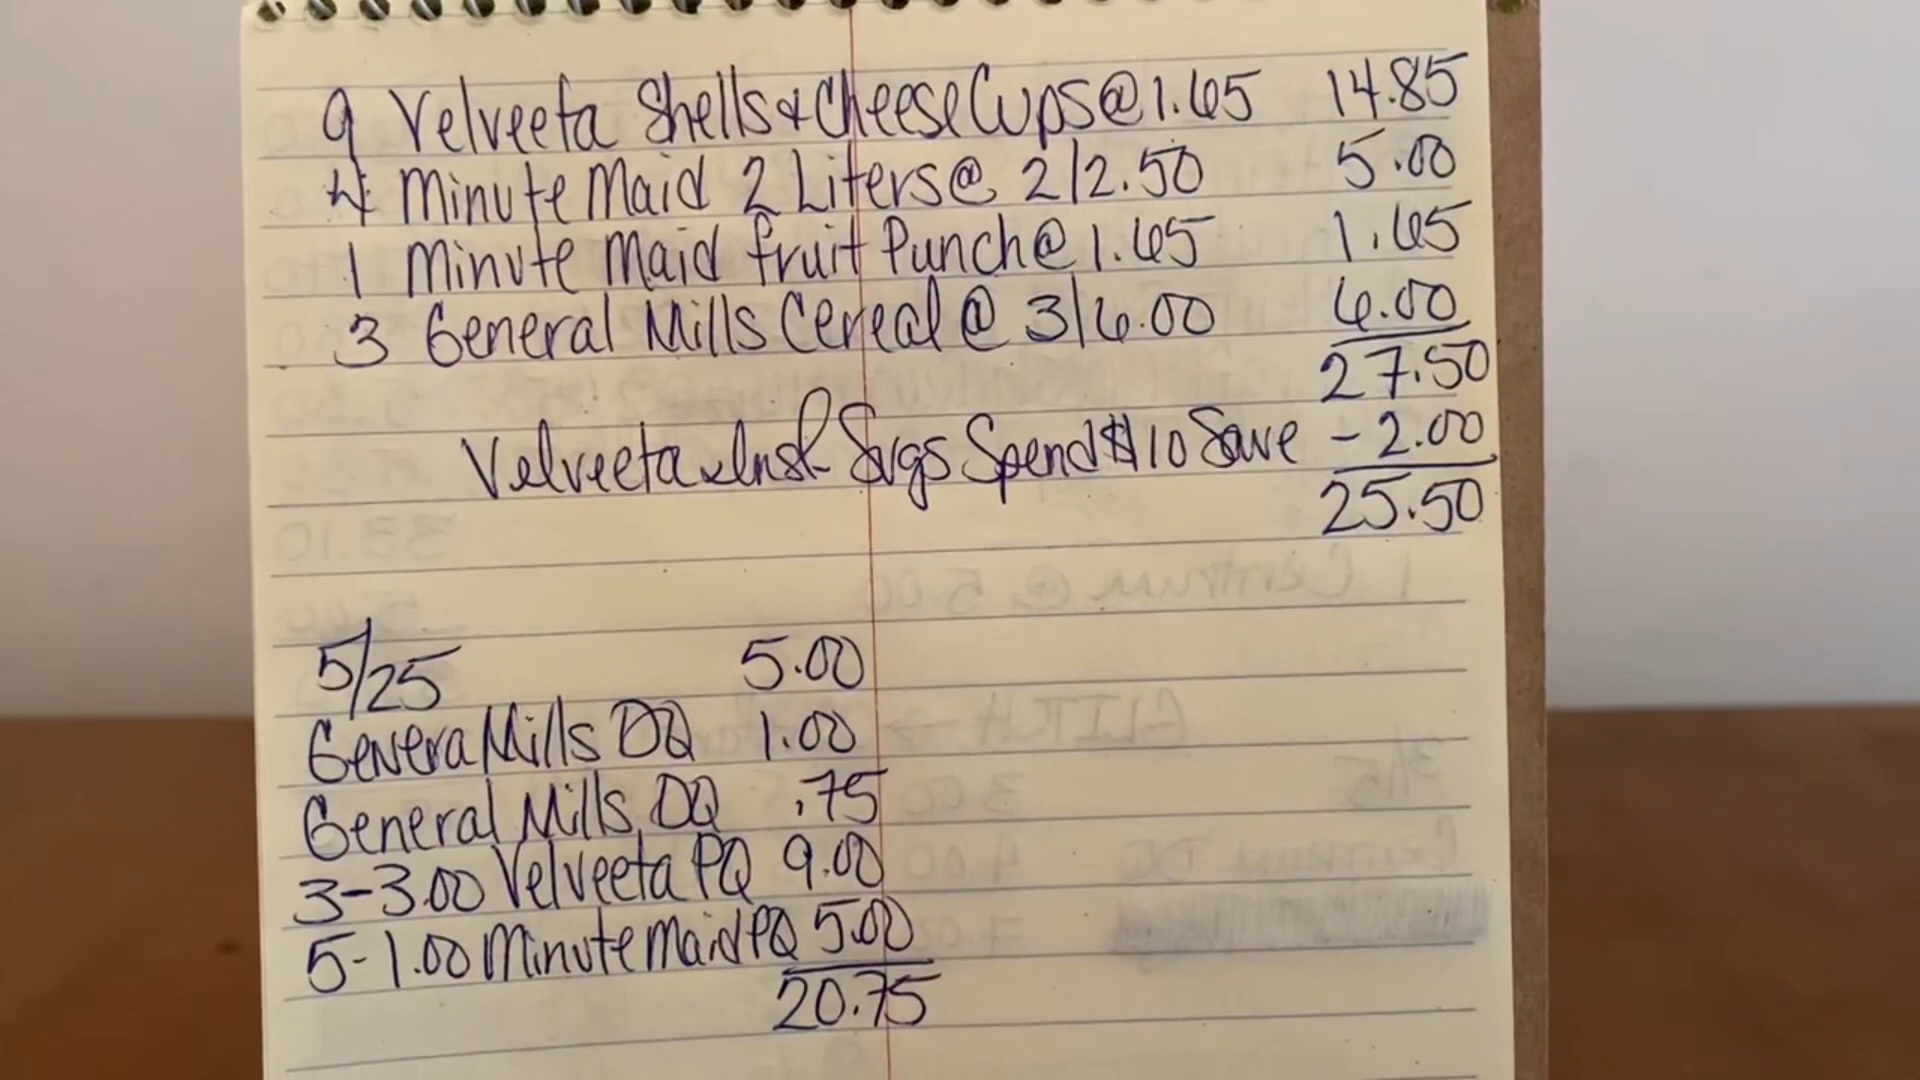 9 Velveeta Shells & Cheese Cups @ 1.65 14.85
4 Minute Maid 2 Liters @ 2/2.50 5.00
1 Minute Maid Fruit Punch @ 1.65 1.65
3 General Mills Cereal @ 3/6.00 6.00
27.50
Velveeta Inst Svgs Spend $10 Save - 2.00
25.50
5/25 5.00
Genera Mills DQ 1.00
General Mills DQ .75
3-3.00 Velveeta PQ 9.00
5-1.00 Minute Maid PQ 5.00
20.75